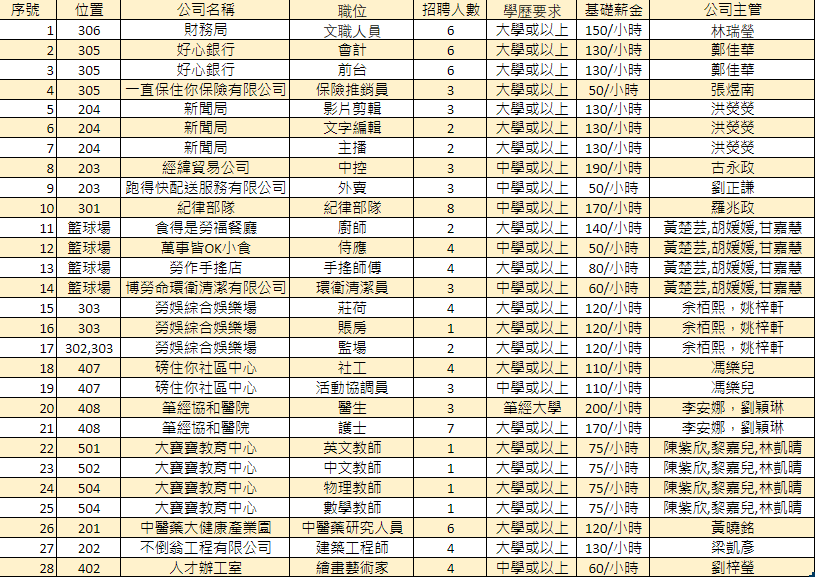 序號 位置 公司名稱 職位 招聘人數 學歷要求 基礎薪金 公司主管
1 306 財務局 文職人員 6 大學或以上 150/小時 林瑞瑩
2 305 好心銀行 會計 6 大學或以上 130/小時 鄭佳華
3 305 好心銀行 前台 6 大學或以上 130/小時 鄭佳華
4 305 一直保住你保險有限公司 保險推銷員 3 大學或以上 50/小時 張煜南
5 204 新聞局 影片剪輯 3 大學或以上 130/小時 洪熒熒
6 204 新聞局 文字編輯 2 大學或以上 130/小時 洪熒熒
7 204 新聞局 主播 2 大學或以上 130/小時 洪熒熒
8 203 經緯貿易公司 中控 3 中學或以上 190/小時 古永政
9 203 跑得快配送服務有限公司 外賣 3 中學或以上 50/小時 劉正謙
10 301 紀律部隊 紀律部隊 8 中學或以上 170/小時 羅兆政
11 籃球場 食得是勞福餐廳 廚師 2 大學或以上 140/小時 黃楚芸,胡媛媛,甘嘉慧
12 籃球場 萬事皆OK小食 侍應 4 中學或以上 50/小時 黃楚芸,胡媛媛,甘嘉慧
13 籃球場 勞作手搖店 手搖師傅 4 大學或以上 80/小時 黃楚芸,胡媛媛,甘嘉慧
14 籃球場 博勞命環衛清潔有限公司 環衛清潔員 3 中學或以上 60/小時 黃楚芸,胡媛媛,甘嘉慧
15 303 勞娛綜合娛樂場 莊荷 4 大學或以上 120/小時 余栢熙，姚梓軒
16 303 勞娛綜合娛樂場 賬房 1 大學或以上 120/小時 余栢熙，姚梓軒
17 302,303 勞娛綜合娛樂場 監場 2 大學或以上 120/小時 余栢熙，姚梓軒
18 407 磅住你社區中心 社工 4 大學或以上 110/小時 馮樂兒
19 407 磅住你社區中心 活動協調員 3 中學或以上 110/小時 馮樂兒
20 408 筆經協和醫院 醫生 3 筆經大學 200/小時 李安娜，劉穎琳
21 408 筆經協和醫院 護士 7 大學或以上 170/小時 李安娜，劉穎琳
22 501 大寶寶教育中心 英文教師 1 大學或以上 75/小時 陳紫欣,黎嘉兒,林凱晴
23 502 大寶寶教育中心 中文教師 1 大學或以上 75/小時 陳紫欣,黎嘉兒,林凱晴
24 504 大寶寶教育中心 物理教師 1 大學或以上 75/小時 陳紫欣,黎嘉兒,林凱晴
25 504 大寶寶教育中心 數學教師 1 大學或以上 75/小時 陳紫欣,黎嘉兒,林凱晴
26 201 中醫藥大健康產業園 中醫藥研究人員 6 大學或以上 120/小時 黃曉銘
27 202 不倒翁工程有限公司 建築工程師 4 大學或以上 130/小時 梁凱彥
28 402 人才辦工室 繪畫藝術家 4 中學或以上 60/小時 劉梓瑩